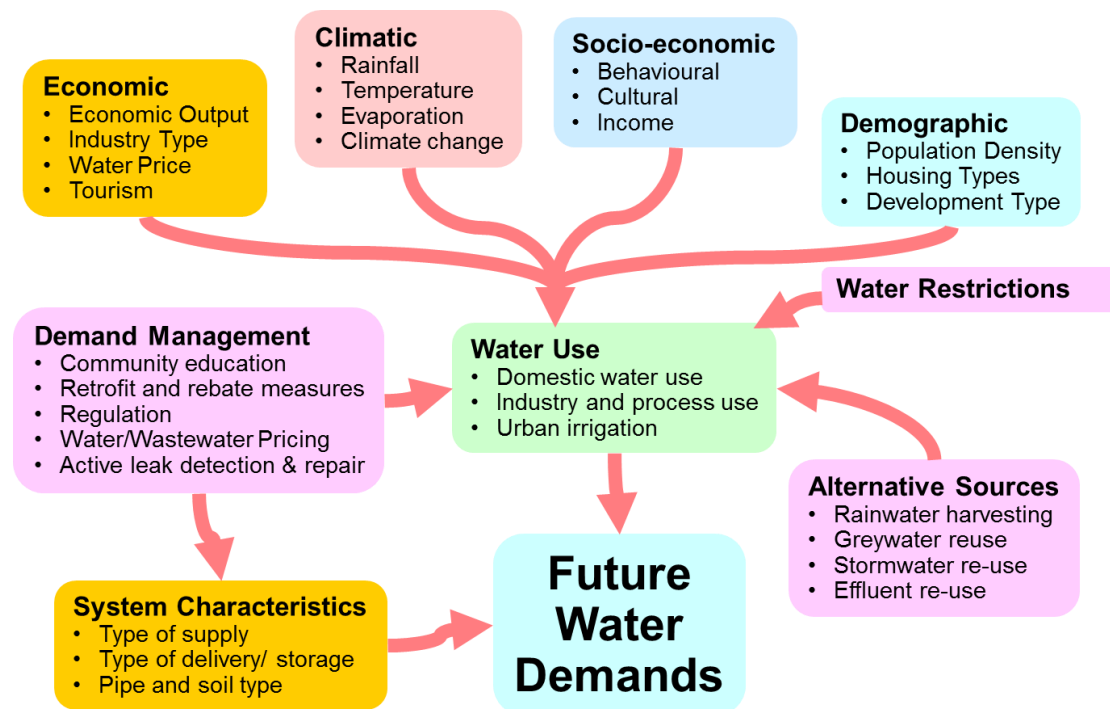 Economic
• Economic Output
• Industry Type
• Water Price
• Tourism
Climatic
• Rainfall
• Temperature
• Evaporation
• Climate change
Socio-economic
• Behavioural
• Cultural
• Income
Demographic
• Population Density
• Housing Types
• Development Type
Water Restrictions
Demand Management
• Community education
• Retrofit and rebate measures
• Regulation
• Water/Wastewater Pricing
• Active leak detection & repair
Water Use
• Domestic water use
• Industry and process use
• Urban irrigation
Alternative Sources
• Rainwater harvesting
• Greywater reuse
• Stormwater re-use
• Effluent re-use
System Characteristics
• Type of supply
• Type of delivery/ storage
• Pipe and soil type
Future
Water
Demands